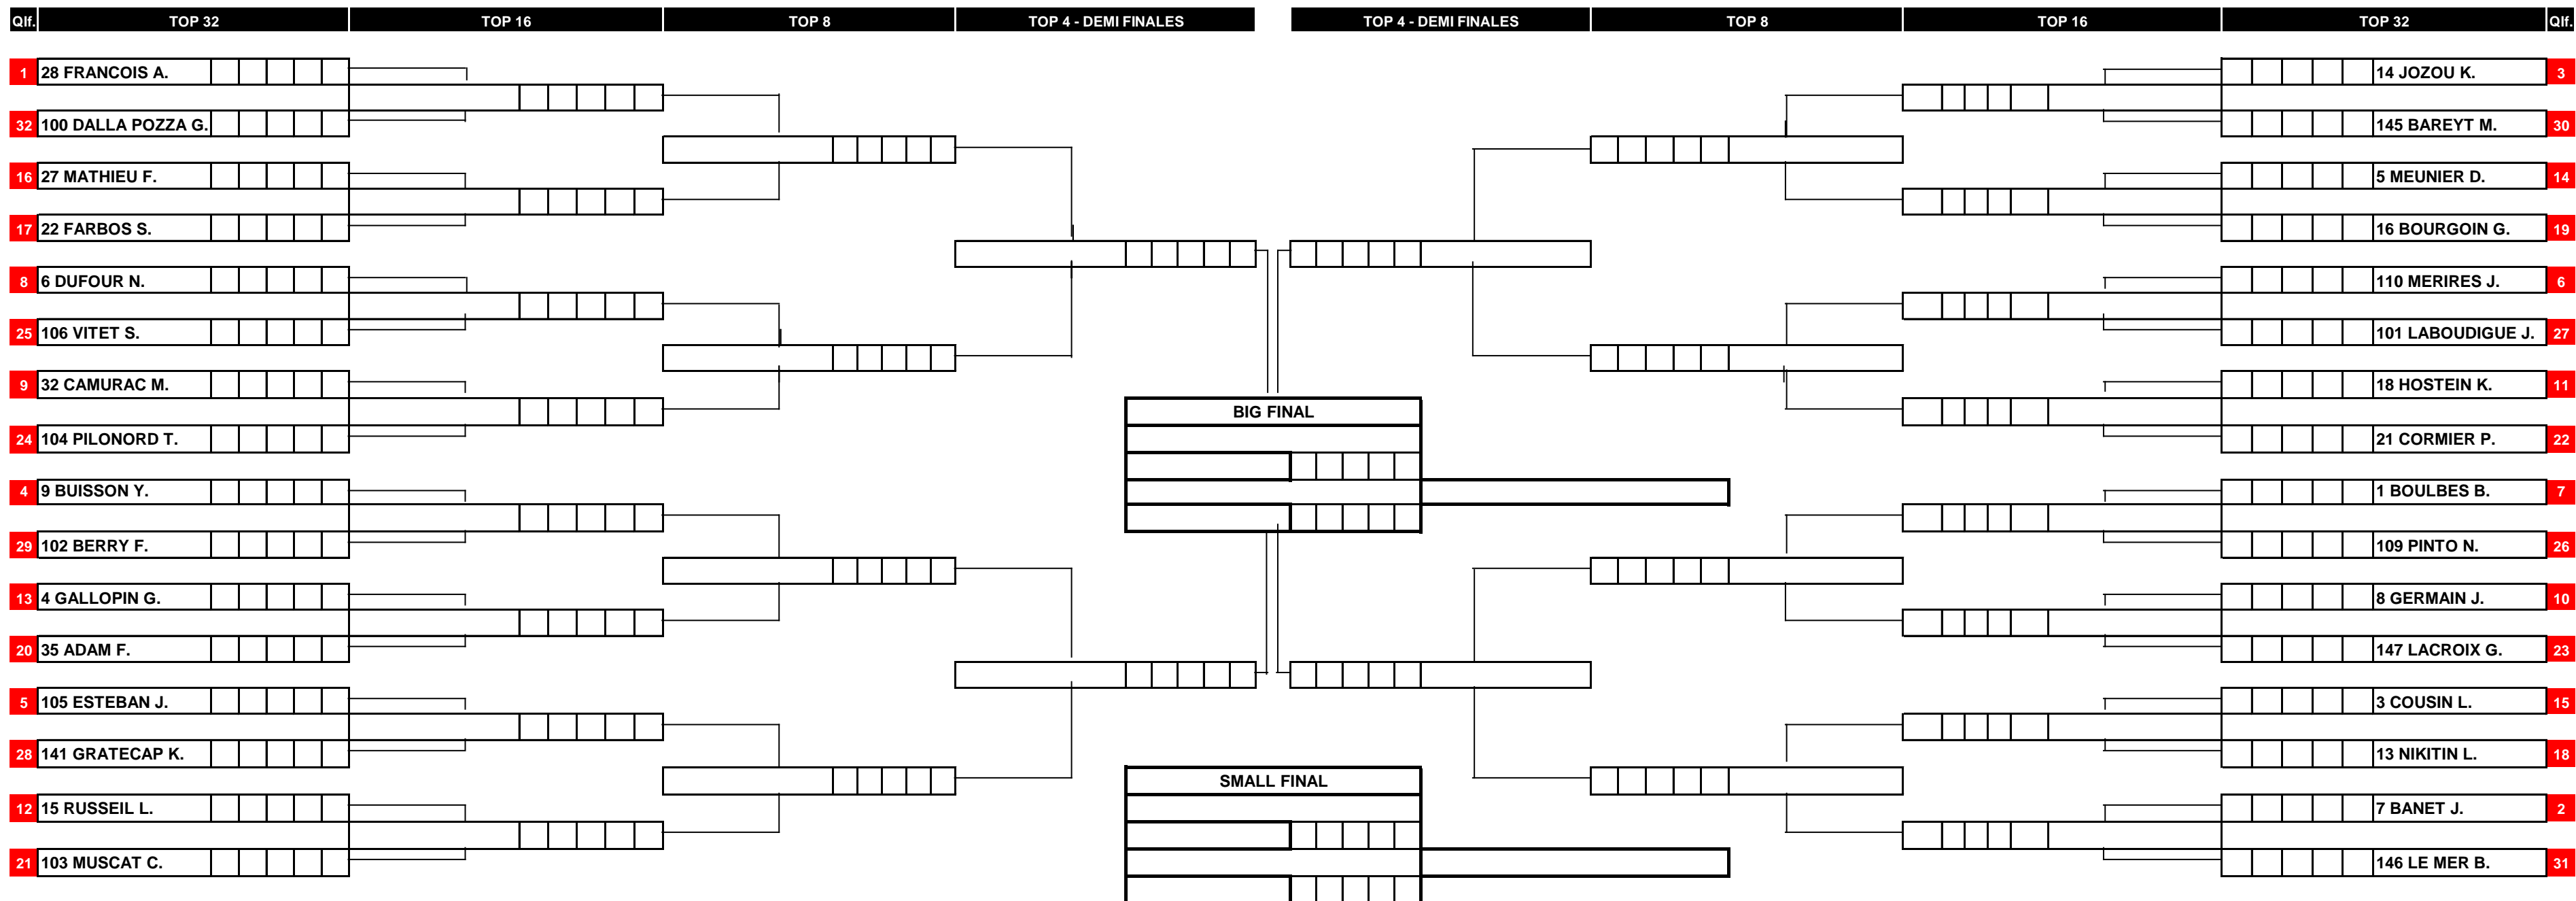 Qlf. TOP 32 TOP 16 TOP 8 TOP 4 - DEMI FINALES TOP 4 - DEMI FINALES TOP 8 TOP 16 TOP 32 Qlf.
1 28 FRANCOIS A.
32 100 DALLA POZZA G.
16 27 MATHIEU F.
17 22 FARBOS S.
8 6 DUFOUR N.
25 106 VITET S.
9 32 CAMURAC M.
24 104 PILONORD T.
4 9 BUISSON Y.
29 102 BERRY F.
13 4 GALLOPIN G.
20 35 ADAM F.
5 105 ESTEBAN J.
28 141 GRATECAP K.
12 15 RUSSEIL L.
21 103 MUSCAT C.
BIG FINAL
SMALL FINAL
14 JOZOU K. 3
145 BAREYT M. 30
5 MEUNIER D. 14
16 BOURGOIN G. 19
110 MERIRES J. 6
101 LABOUDIGUE J. 27
18 HOSTEIN K. 11
21 CORMIER P. 22
1 BOULBES B. 7
109 PINTO N. 26
8 GERMAIN J. 10
147 LACROIX G. 23
3 COUSIN L. 15
13 NIKITIN L. 18
7 BANET J. 2
146 LE MER B. 31